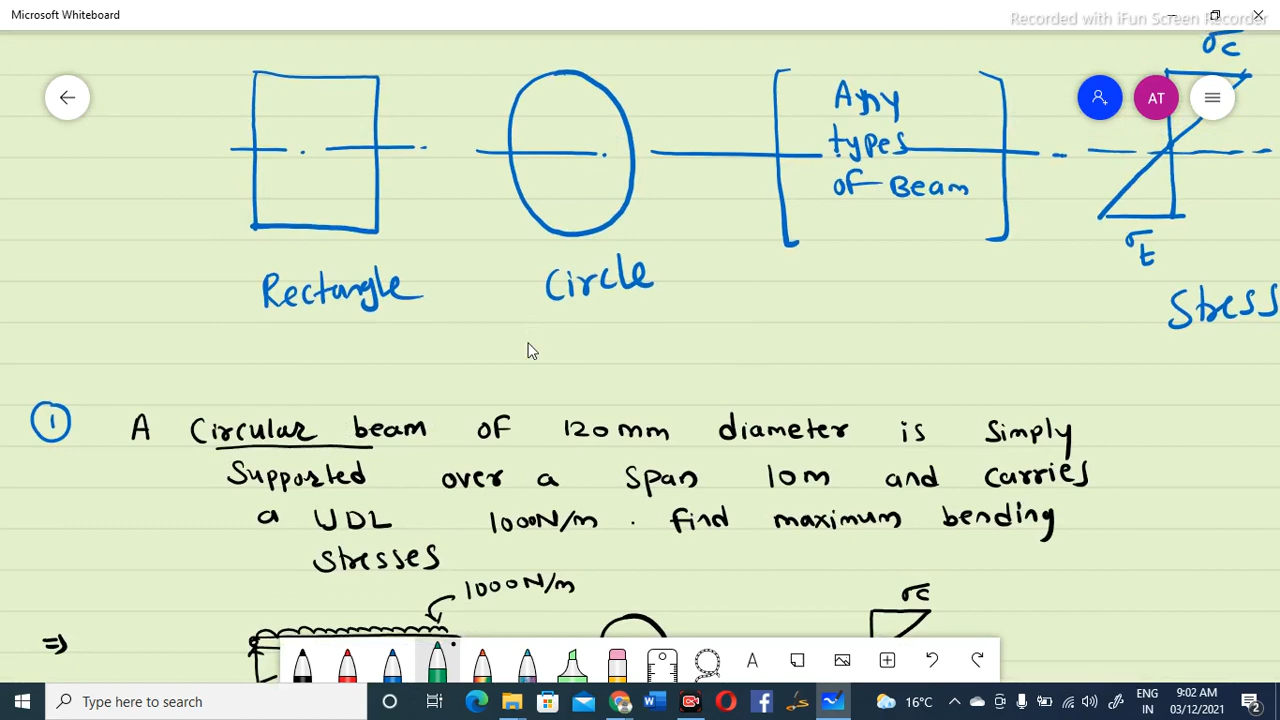 Microsoft Whiteboard
Recorded with iFun Screen Recorder
σc
AT
Any
types
of Beam
σt
Rectangle
Circle
Stress
1
A Circular beam of 120mm diameter is simply
Supported over a span 10m and carries
a UDL 1000N/m . find maximum bending
stresses
1000N/m
σc
⇒
A
Type here to search
16°C
ENG
IN
9:02 AM
03/12/2021
2